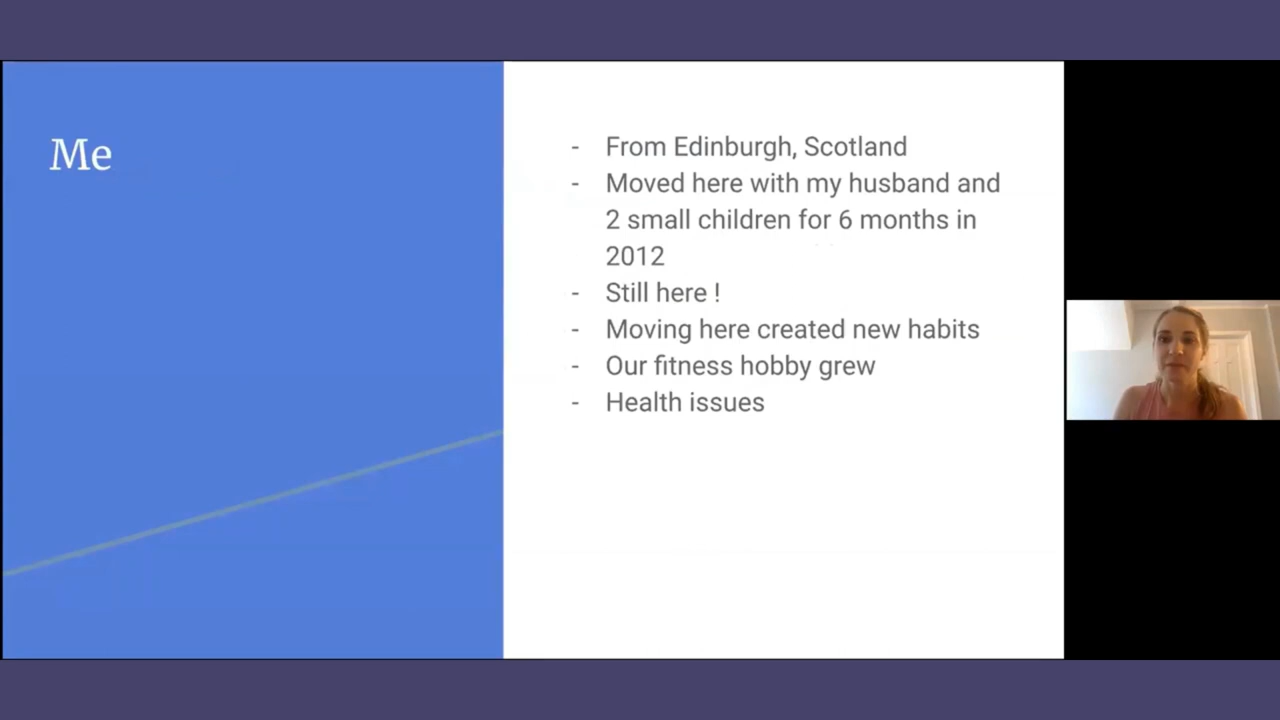 Me
- From Edinburgh, Scotland
- Moved here with my husband and
2 small children for 6 months in
2012
- Still here !
- Moving here created new habits
- Our fitness hobby grew
- Health issues